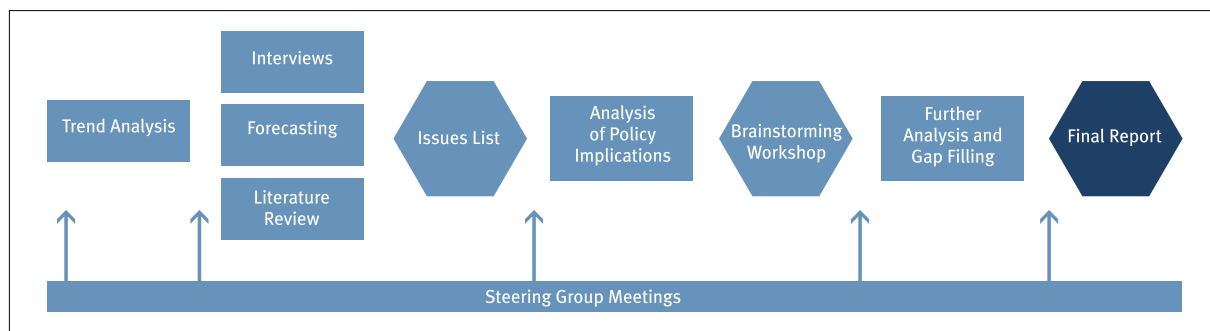 Trend Analysis
Interviews
Forecasting
Literature
Review
Issues List
Analysis
of Policy
Implications
Brainstorming
Workshop
Further
Analysis and
Gap Filling
Final Report
Steering Group Meetings